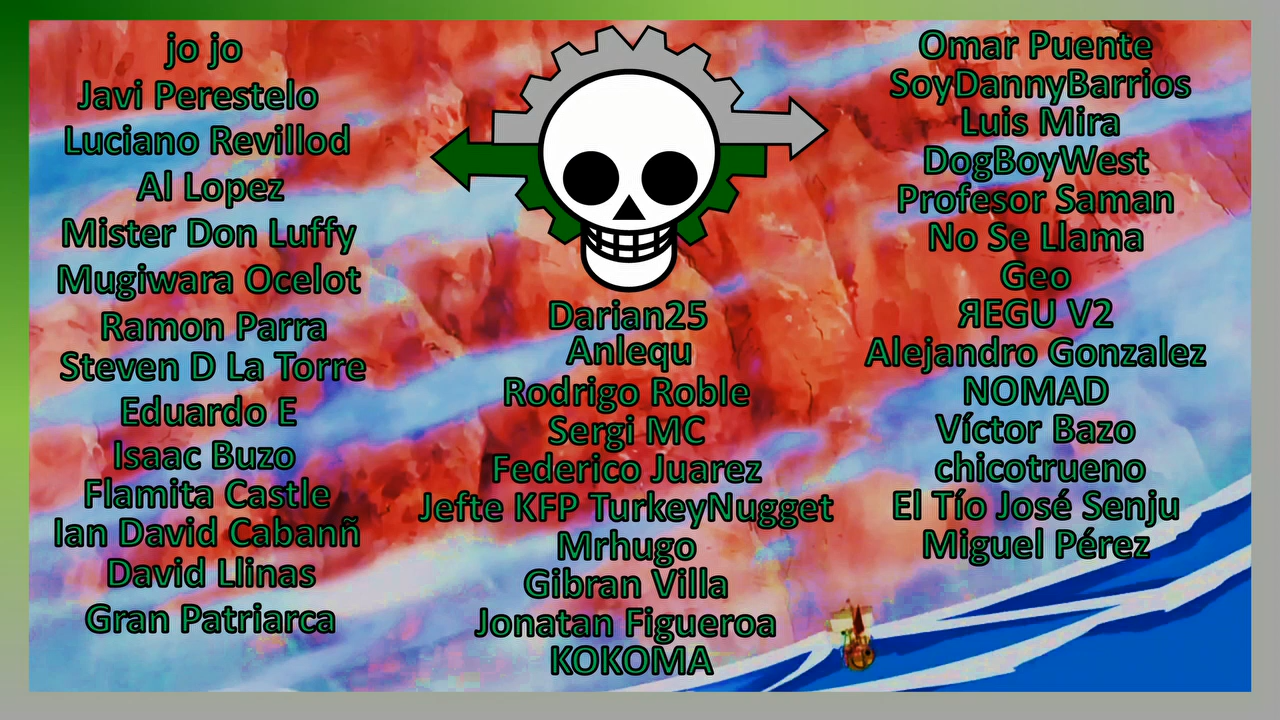 jo jo
Javi Perestelo
Luciano Revillod
Al Lopez
Mister Don Luffy
Mugiwara Ocelot
Ramon Parra
Steven D La Torre
Eduardo E
Isaac Buzo
Flamita Castle
Ian David Cabanñ
David Llinas
Gran Patriarca
Darian25
Anlequ
Rodrigo Roble
Sergi MC
Federico Juarez
Jefte KFP TurkeyNugget
Mrhugo
Gibran Villa
Jonatan Figueroa
KOKOMA
Omar Puente
SoyDannyBarrios
Luis Mira
DogBoyWest
Profesor Saman
No Se Llama
Geo
ЯEGU V2
Alejandro Gonzalez
NOMAD
Víctor Bazo
chicotrueno
El Tío José Senju
Miguel Pérez